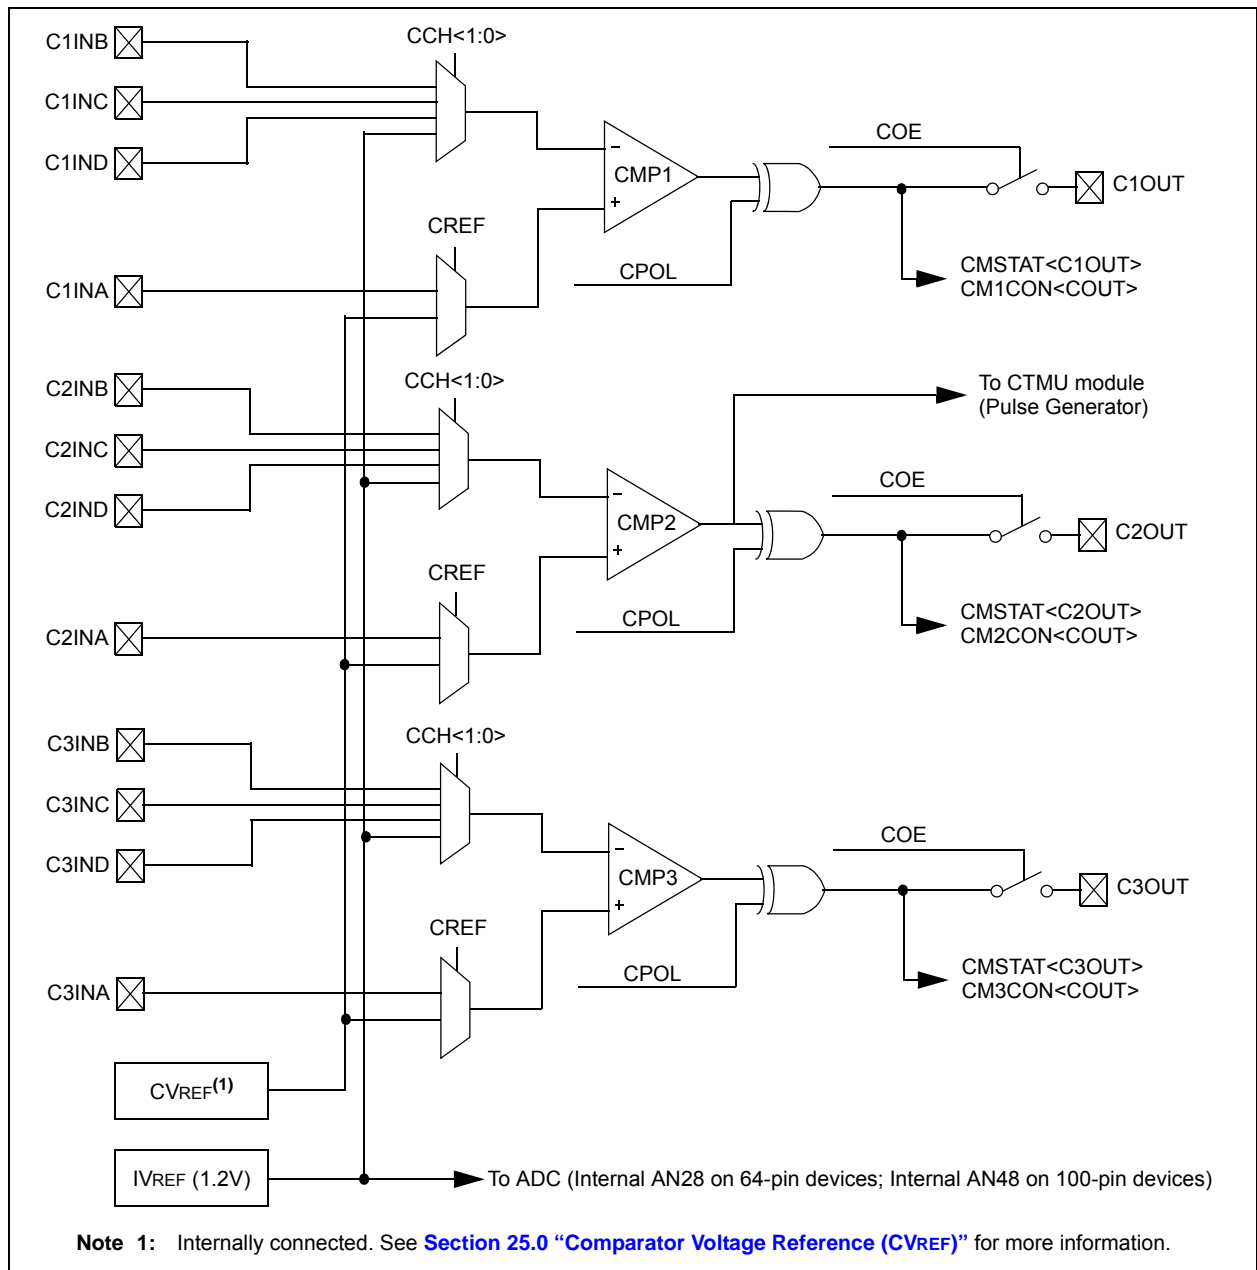 CCH<1:0>
C1INB
C1INC
C1IND
−
+
CMP1
COE
C1OUT
CREF
CPOL
C1INA
CMSTAT<C1OUT>
CM1CON<COUT>
C2INB
CCH<1:0>
To CTMU module
(Pulse Generator)
C2INC
C2IND
−
+
CMP2
COE
C2OUT
CREF
CPOL
C2INA
CMSTAT<C2OUT>
CM2CON<COUT>
C3INB
CCH<1:0>
C3INC
C3IND
−
+
CMP3
COE
C3OUT
CREF
CPOL
C3INA
CMSTAT<C3OUT>
CM3CON<COUT>
CVREF(1)
IVREF (1.2V)
To ADC (Internal AN28 on 64-pin devices; Internal AN48 on 100-pin devices)
Note 1: Internally connected. See Section 25.0 “Comparator Voltage Reference (CVREF)” for more information.